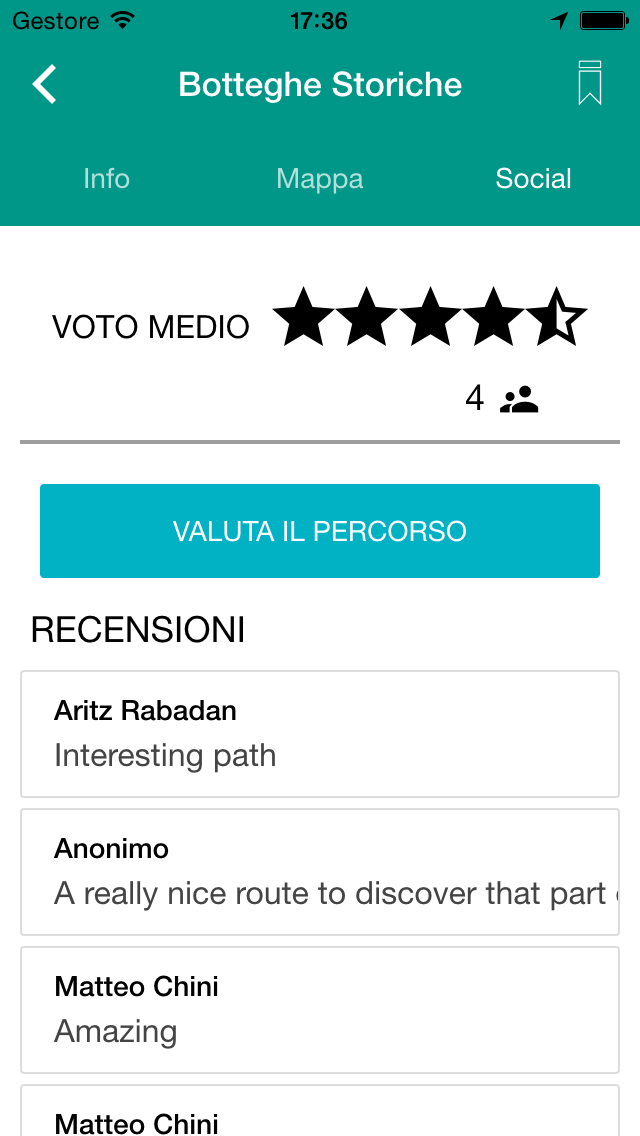 Gestore 17:36
Botteghe Storiche
Info Mappa Social
VOTO MEDIO
4
VALUTA IL PERCORSO
RECENSIONI
Aritz Rabadan
Interesting path
Anonimo
A really nice route to discover that part
Matteo Chini
Amazing
Matteo Chini